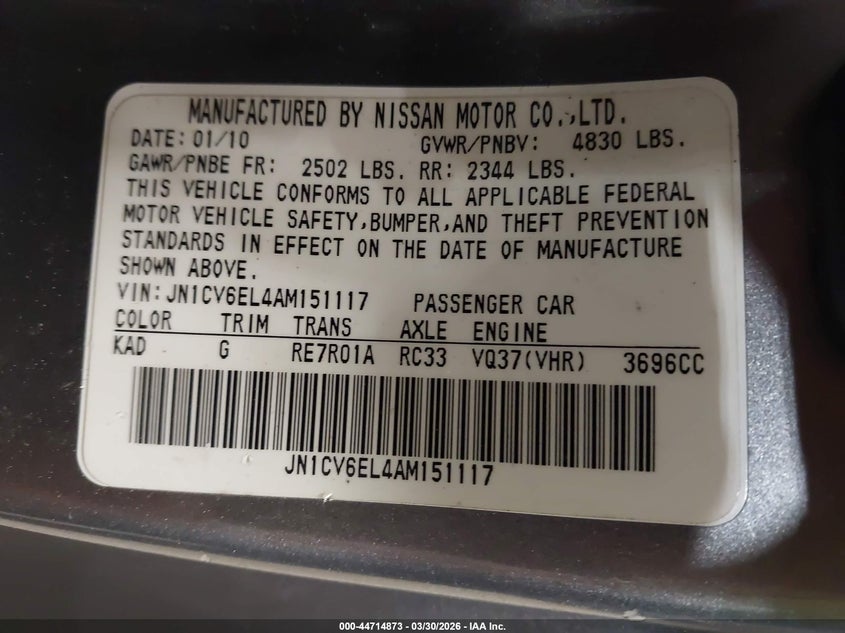 MANUFACTURED BY NISSAN MOTOR CO.,LTD.
DATE: 01/10 GVWR/PNBV: 4830 LBS.
GAWR/PNBE FR: 2502 LBS. RR: 2344 LBS.
THIS VEHICLE CONFORMS TO ALL APPLICABLE FEDERAL
MOTOR VEHICLE SAFETY,BUMPER,AND THEFT PREVENTION
STANDARDS IN EFFECT ON THE DATE OF MANUFACTURE
SHOWN ABOVE.
VIN: JN1CV6EL4AM151117 PASSENGER CAR
COLOR TRIM TRANS AXLE ENGINE
KAD G RE7R01A RC33 VQ37(VHR) 3696CC
JN1CV6EL4AM151117
000-44714873 - 03/30/2026 - IAA Inc.